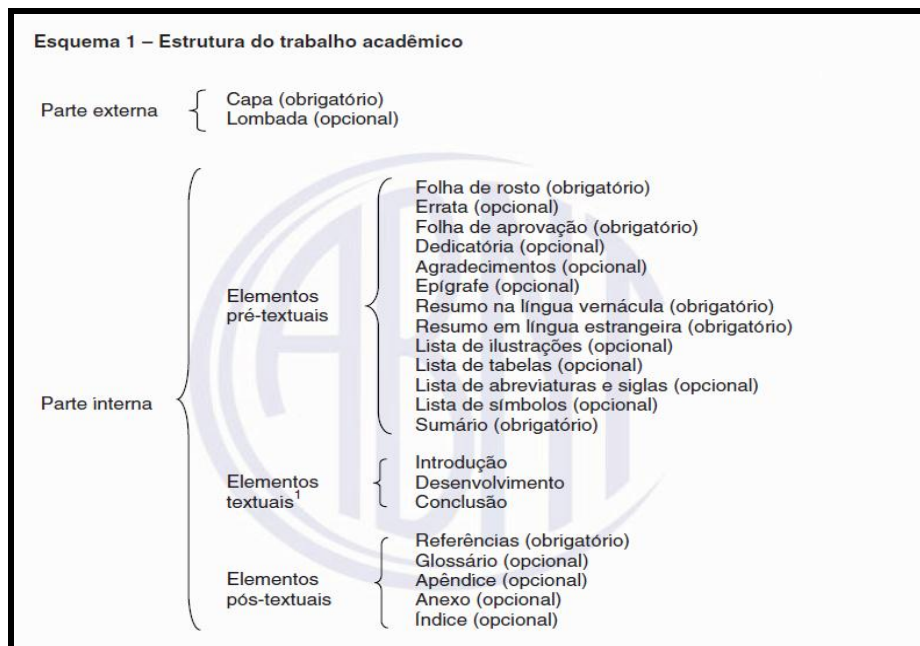 Esquema 1 – Estrutura do trabalho acadêmico
Parte externa
Capa (obrigatório)
Lombada (opcional)
Parte interna
Elementos
pré-textuais
Folha de rosto (obrigatório)
Errata (opcional)
Folha de aprovação (obrigatório)
Dedicatória (opcional)
Agradecimentos (opcional)
Epígrafe (opcional)
Resumo na língua vernácula (obrigatório)
Resumo em língua estrangeira (obrigatório)
Lista de ilustrações (opcional)
Lista de tabelas (opcional)
Lista de abreviaturas e siglas (opcional)
Lista de símbolos (opcional)
Sumário (obrigatório)
Elementos
textuais¹
Introdução
Desenvolvimento
Conclusão
Elementos
pós-textuais
Referências (obrigatório)
Glossário (opcional)
Apêndice (opcional)
Anexo (opcional)
Índice (opcional)
ABNT